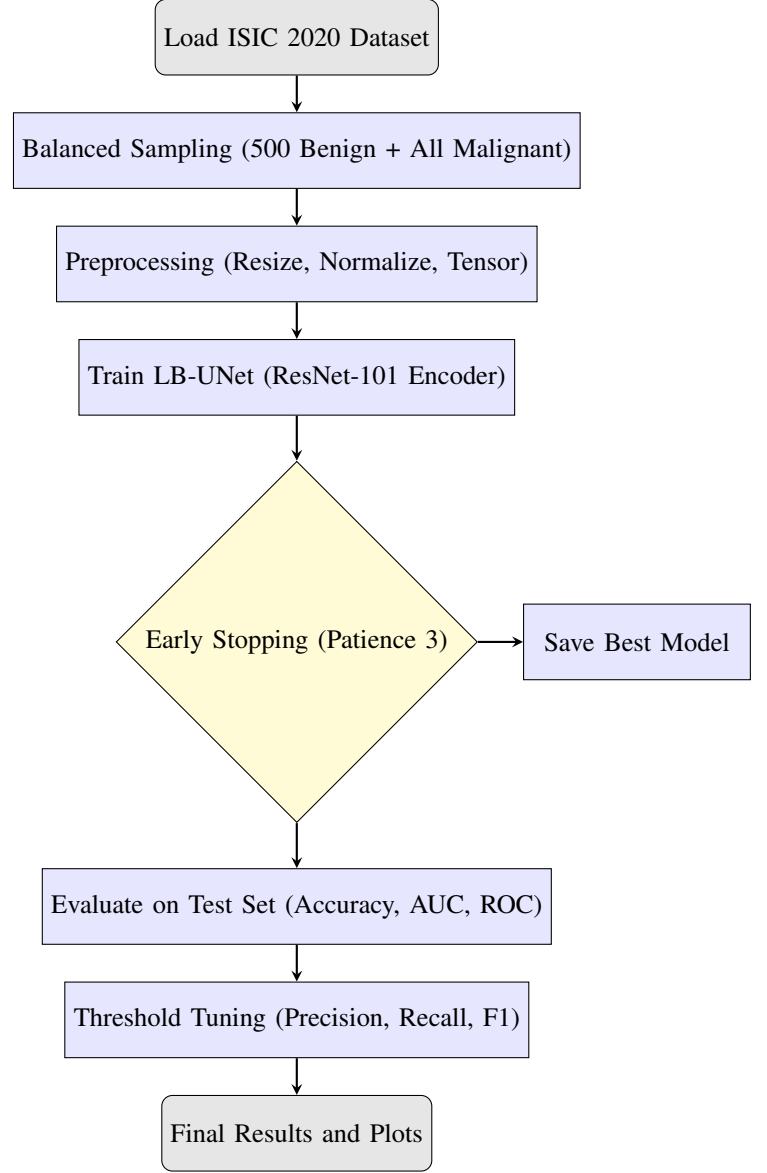 Load ISIC 2020 Dataset
Balanced Sampling (500 Benign + All Malignant)
Preprocessing (Resize, Normalize, Tensor)
Train LB-UNet (ResNet-101 Encoder)
Early Stopping (Patience 3)
Save Best Model
Evaluate on Test Set (Accuracy, AUC, ROC)
Threshold Tuning (Precision, Recall, F1)
Final Results and Plots